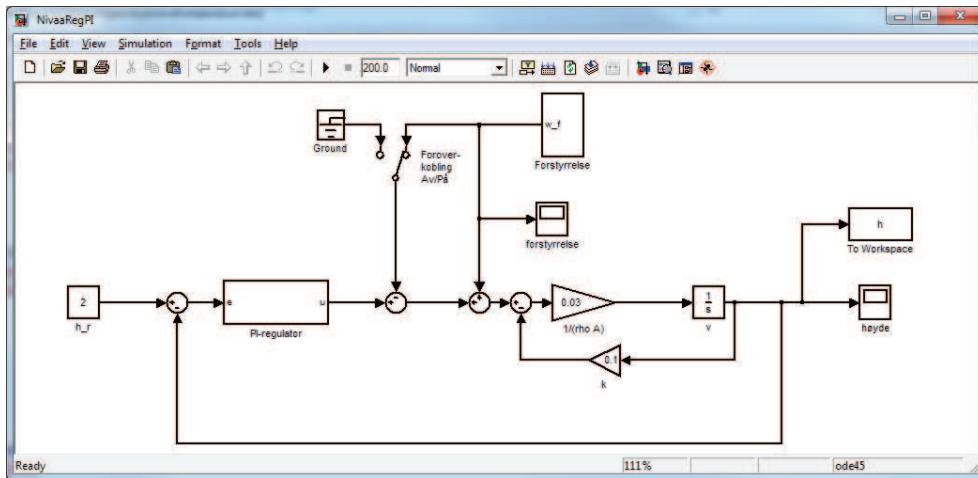 NivaaRegPI
File Edit View Simulation Format Tools Help
200.0 Normal
Ground
Forover-
kobling
Av/På
w_f
Forstyrrelse
forstyrrelse
h
To Workspace
2
h_r
e u
PI-regulator
0.03
1/(rho A)
1
s
v
høyde
0.1
k
Ready 111% ode45